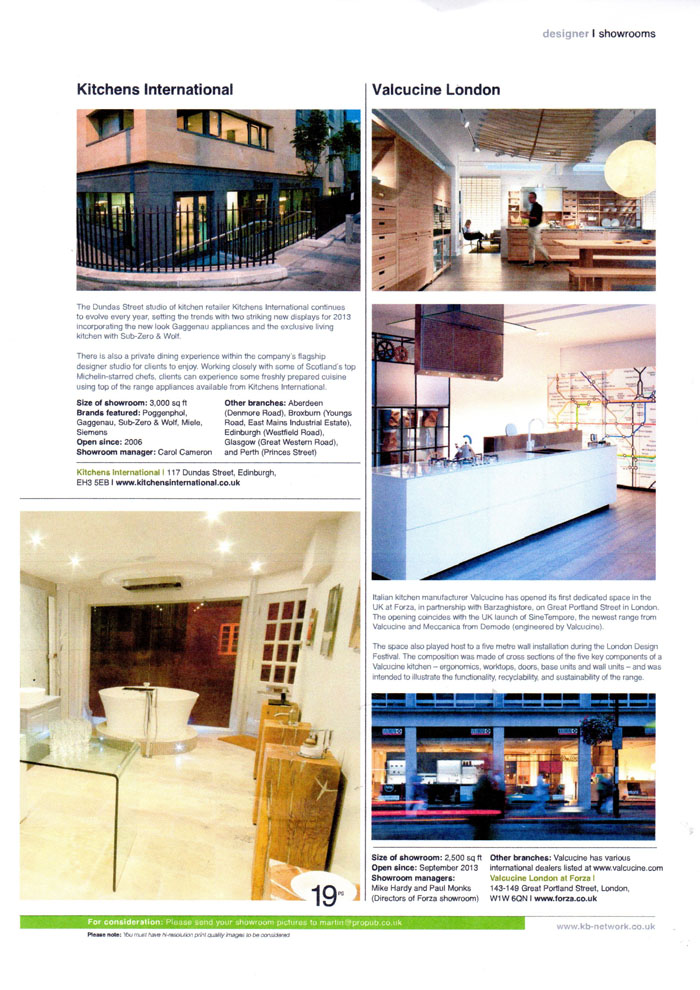 designer I showrooms
Kitchens International
The Dundas Street studio of kitchen retailer Kitchens International continues
to evolve every year, setting the trends with two striking new displays for 2013
incorporating the new look Gaggenau appliances and the exclusive living
kitchen with Sub-Zero & Wolf.
There is also a private dining experience within the company's flagship
designer studio for clients to enjoy. Working closely with some of Scotland's top
Michelin-starred chefs, clients can experience some freshly prepared cuisine
using top of the range appliances available from Kitchens International.
Size of showroom: 3,000 sq ft
Brands featured: Poggenphol,
Gaggenau, Sub-Zero & Wolf, Miele,
Siemens
Open since: 2006
Showroom manager: Carol Cameron
Other branches: Aberdeen
(Denmore Road), Broxburn (Youngs
Road, East Mains Industrial Estate),
Edinburgh (Westfield Road),
Glasgow (Great Western Road),
and Perth (Princes Street)
Kitchens International I 117 Dundas Street, Edinburgh,
EH3 5EB I www.kitchensinternational.co.uk
Valcucine London
Italian kitchen manufacturer Valcucine has opened its first dedicated space in the
UK at Forza, in partnership with Barzaghistore, on Great Portland Street in London.
The opening coincides with the UK launch of SineTempore, the newest range from
Valcucine and Meccanica from Demode (engineered by Valcucine).
The space also played host to a five metre wall installation during the London Design
Festival. The composition was made of cross sections of the five key components of a
Valcucine kitchen – ergonomics, worktops, doors, base units and wall units – and was
intended to illustrate the functionality, recyclability, and sustainability of the range.
Size of showroom: 2,500 sq ft
Open since: September 2013
Showroom managers:
Mike Hardy and Paul Monks
(Directors of Forza showroom)
Other branches: Valcucine has various
international dealers listed at www.valcucine.com
Valcucine London at Forza I
143-149 Great Portland Street, London,
W1W 6QN I www.forza.co.uk
19
For consideration: Please send your showroom pictures to martin@propub.co.uk
Please note: You must have hi-resolution print quality images to be considered
www.kb-network.co.uk